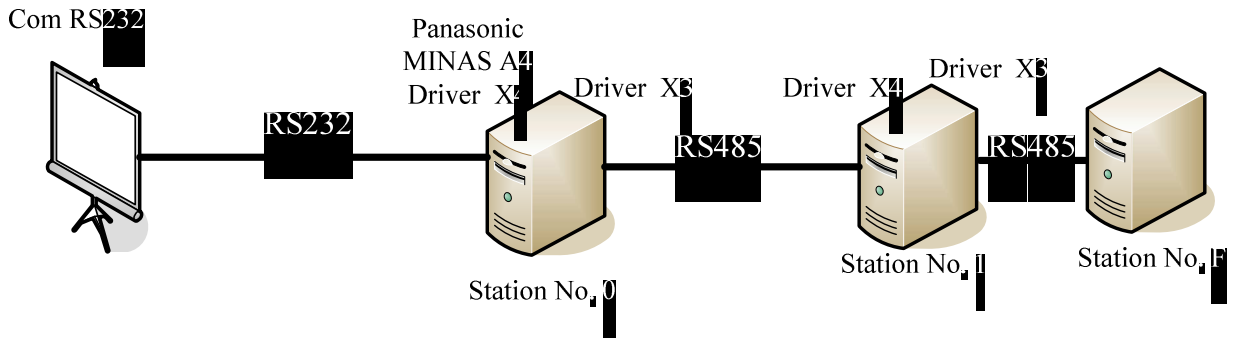 Com RS232
Panasonic
MINAS A4
Driver X4
Driver X3
Driver X4
Driver X3
RS232
RS485
RS485
Station No. 0
Station No. 1
Station No. F